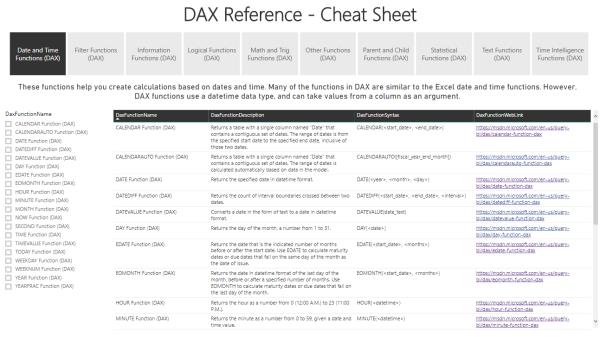 DAX Reference - Cheat Sheet
Date and Time Functions (DAX)
Filter Functions (DAX)
Information Functions (DAX)
Logical Functions (DAX)
Math and Trig Functions (DAX)
Other Functions (DAX)
Parent and Child Functions (DAX)
Statistical Functions (DAX)
Text Functions (DAX)
Time Intelligence Functions (DAX)
These functions help you create calculations based on dates and time. Many of the functions in DAX are similar to the Excel date and time functions. However,
DAX functions use a datetime data type, and can take values from a column as an argument.
DaxFunctionName
CALENDAR Function (DAX)
CALENDARAUTO Function (DAX)
DATE Function (DAX)
DATEDIFF Function (DAX)
DATEVALUE Function (DAX)
DAY Function (DAX)
EDATE Function (DAX)
EOMONTH Function (DAX)
HOUR Function (DAX)
MINUTE Function (DAX)
MONTH Function (DAX)
NOW Function (DAX)
SECOND Function (DAX)
TIME Function (DAX)
TIMEVALUE Function (DAX)
TODAY Function (DAX)
WEEKDAY Function (DAX)
WEEKNUM Function (DAX)
YEAR Function (DAX)
YEARFRAC Function (DAX)
DaxFunctionName DaxFunctionDescription DaxFunctionSyntax DaxFunctionWebLink
CALENDAR Function (DAX) Returns a table with a single column named "Date" that CALENDAR(<start_date>, <end_date>) https://msdn.microsoft.com/en-us/query-
contains a contiguous set of dates. The range of dates is from bi/dax/calendar-function-dax
the specified start date to the specified end date, inclusive of
those two dates.
CALENDARAUTO Function (DAX) Returns a table with a single column named "Date" that CALENDARAUTO([fiscal_year_end_month]) https://msdn.microsoft.com/en-us/query-
contains a contiguous set of dates. The range of dates is bi/dax/calendarauto-function-dax
calculated automatically based on data in the model.
DATE Function (DAX) Returns the specified date in datetime format. DATE(<year>, <month>, <day>) https://msdn.microsoft.com/en-us/query-
bi/dax/date-function-dax
DATEDIFF Function (DAX) Returns the count of interval boundaries crossed between two DATEDIFF(<start_date>, <end_date>, <interval>) https://msdn.microsoft.com/en-us/query-
dates. bi/dax/datediff-function-dax
DATEVALUE Function (DAX) Converts a date in the form of text to a date in datetime DATEVALUE(date_text) https://msdn.microsoft.com/en-us/query-
format. bi/dax/datevalue-function-dax
DAY Function (DAX) Returns the day of the month, a number from 1 to 31. DAY(<date>) https://msdn.microsoft.com/en-us/query-
bi/dax/day-function-dax
EDATE Function (DAX) Returns the date that is the indicated number of months EDATE(<start_date>, <months>) https://msdn.microsoft.com/en-us/query-
before or after the start date. Use EDATE to calculate maturity bi/dax/edate-function-dax
dates or due dates that fall on the same day of the month as
the date of issue.
EOMONTH Function (DAX) Returns the date in datetime format of the last day of the EOMONTH(<start_date>, <months>) https://msdn.microsoft.com/en-us/query-
month, before or after a specified number of months. Use bi/dax/eomonth-function-dax
EOMONTH to calculate maturity dates or due dates that fall on
the last day of the month.
HOUR Function (DAX) Returns the hour as a number from 0 (12:00 A.M.) to 23 (11:00 HOUR(<datetime>) https://msdn.microsoft.com/en-us/query-
P.M.). bi/dax/hour-function-dax
MINUTE Function (DAX) Returns the minute as a number from 0 to 59, given a date and MINUTE(<datetime>) https://msdn.microsoft.com/en-us/query-
time value. bi/dax/minute-function-dax